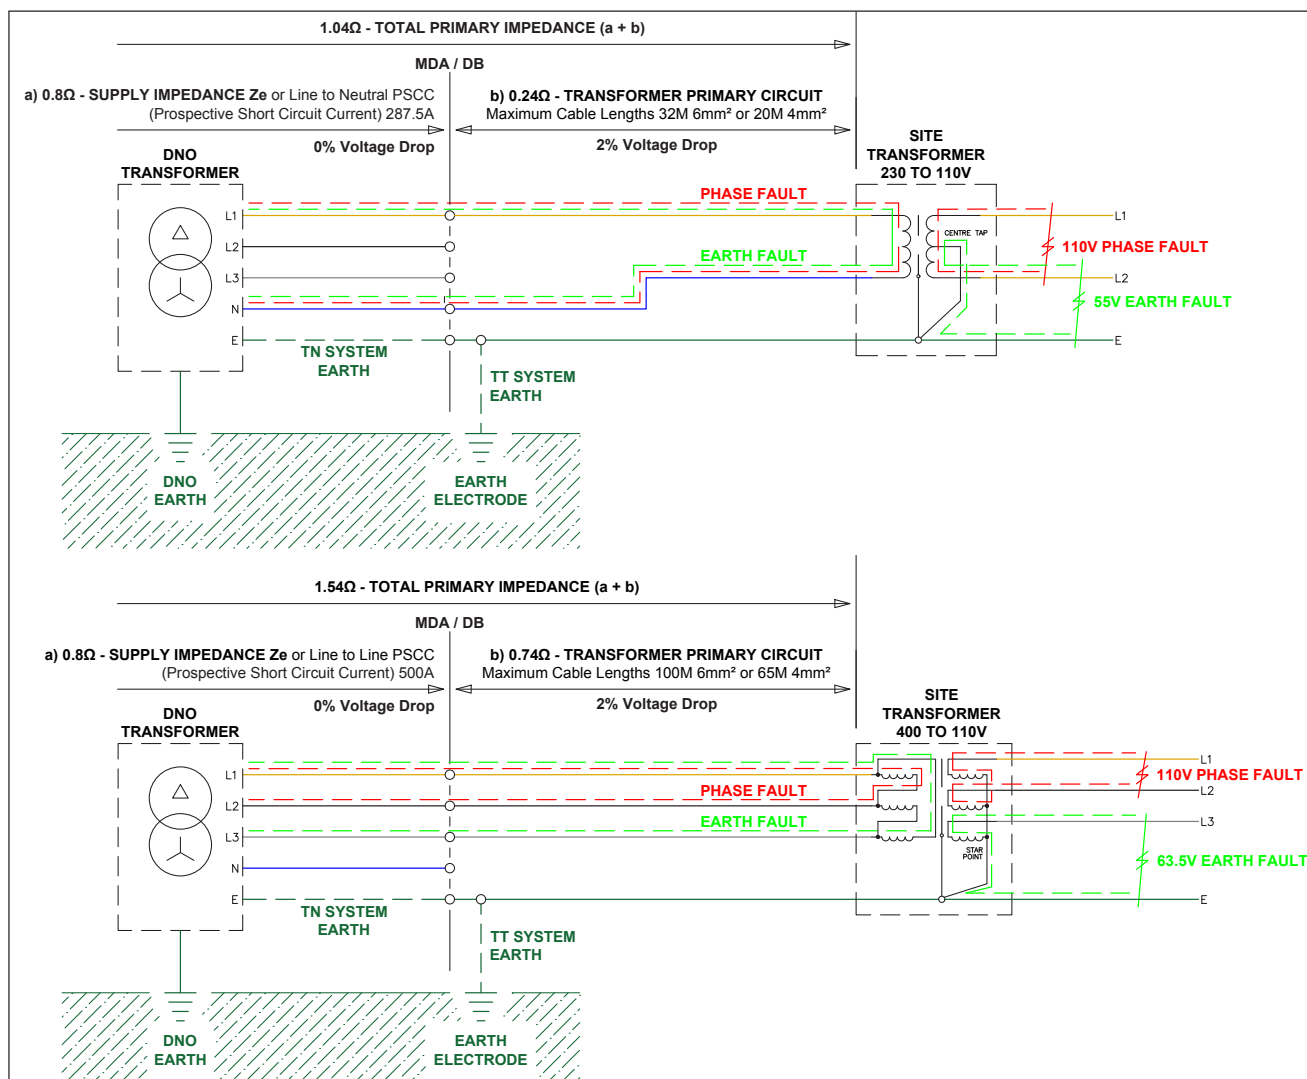 1.04Ω - TOTAL PRIMARY IMPEDANCE (a + b)
MDA / DB
a) 0.8Ω - SUPPLY IMPEDANCE Ze or Line to Neutral PSCC
(Prospective Short Circuit Current) 287.5A
b) 0.24Ω - TRANSFORMER PRIMARY CIRCUIT
Maximum Cable Lengths 32M 6mm² or 20M 4mm²
0% Voltage Drop
2% Voltage Drop
DNO
TRANSFORMER
SITE
TRANSFORMER
230 TO 110V
PHASE FAULT
EARTH FAULT
L1
L2
L3
N
E
CENTRE TAP
L1
110V PHASE FAULT
L2
55V EARTH FAULT
E
TN SYSTEM
EARTH
TT SYSTEM
EARTH
DNO
EARTH
EARTH
ELECTRODE
1.54Ω - TOTAL PRIMARY IMPEDANCE (a + b)
MDA / DB
a) 0.8Ω - SUPPLY IMPEDANCE Ze or Line to Line PSCC
(Prospective Short Circuit Current) 500A
b) 0.74Ω - TRANSFORMER PRIMARY CIRCUIT
Maximum Cable Lengths 100M 6mm² or 65M 4mm²
0% Voltage Drop
2% Voltage Drop
DNO
TRANSFORMER
SITE
TRANSFORMER
400 TO 110V
L1
L2
L3
N
E
PHASE FAULT
EARTH FAULT
STAR
POINT
L1
110V PHASE FAULT
L2
L3
63.5V EARTH FAULT
E
TN SYSTEM
EARTH
TT SYSTEM
EARTH
DNO
EARTH
EARTH
ELECTRODE